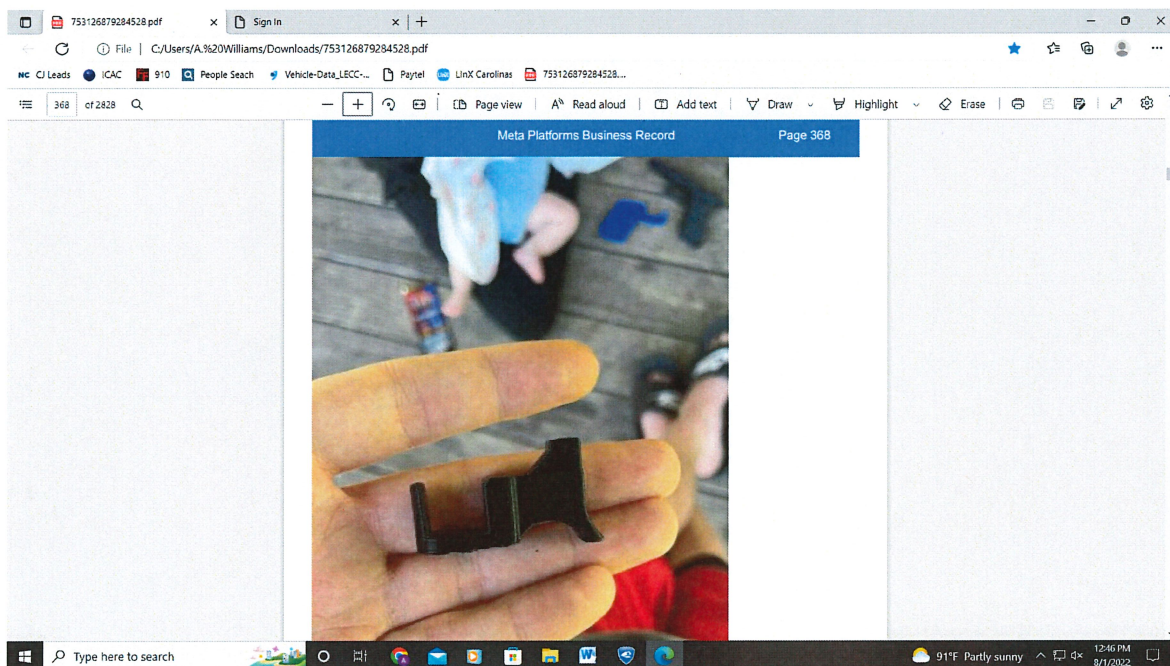 753126879284528.pdf
Sign In
File
C:/Users/A.%20Williams/Downloads/753126879284528.pdf
NC CJ Leads
ICAC
910
People Seach
Vehicle-Data_LECC-...
Paytel
LInX Carolinas
753126879284528...
368 of 2828
Page view
Read aloud
Add text
Draw
Highlight
Erase
Meta Platforms Business Record Page 368
Type here to search
91°F Partly sunny
12:46 PM
8/1/2022